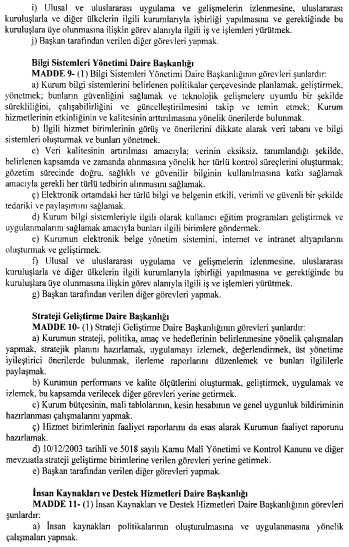 i) Ulusal ve uluslararası uygulama ve gelişmelerin izlenmesine, uluslararası
kuruluşlarla ve diğer ülkelerin ilgili kurumlarıyla işbirliği yapılmasına ve gerektiğinde bu
kuruluşlara üye olunmasına ilişkin görev alanıyla ilgili iş ve işlemleri yürütmek.
j) Başkan tarafından verilen diğer görevleri yapmak.
Bilgi Sistemleri Yönetimi Daire Başkanlığı
MADDE 9- (1) Bilgi Sistemleri Yönetimi Daire Başkanlığının görevleri şunlardır:
a) Kurum bilgi sistemlerini belirlenen politikalar çerçevesinde planlamak, geliştirmek,
yönetmek; bunların güvenliğini sağlamak ve teknolojik gelişmelere uyumlu bir şekilde
sürekliliğini, çalışabilirliğini ve güncelleştirilmesini takip ve temin etmek; Kurum
hizmetlerinin etkinliğinin ve kalitesinin arttırılmasına yönelik önerilerde bulunmak.
b) İlgili hizmet birimlerinin görüş ve önerilerini dikkate alarak veri tabanı ve bilgi
sistemleri oluşturmak ve bunları yönetmek.
c) Veri kalitesinin artırılması amacıyla; verinin eksiksiz, tanımlandığı şekilde,
belirlenen kapsamda ve zamanda alınmasına yönelik her türlü kontrol süreçlerini oluşturmak;
gözetim sürecinde doğru, sağlıklı ve güvenilir bilginin kullanılmasına katkı sağlamak
amacıyla gerekli her türlü tedbirin alınmasını sağlamak.
ç) Elektronik ortamdaki her türlü bilgi ve belgenin etkili, verimli ve güvenli bir şekilde
tedariki ve paylaşımını sağlamak.
d) Kurum bilgi sistemleriyle ilgili olarak kullanıcı eğitim programları geliştirmek ve
uygulanmalarını sağlamak amacıyla bunları ilgili birimlere göndermek.
e) Kurumun elektronik belge yönetim sistemini, internet ve intranet altyapılarını
oluşturmak ve geliştirmek.
f) Ulusal ve uluslararası uygulama ve gelişmelerin izlenmesine, uluslararası
kuruluşlarla ve diğer ülkelerin ilgili kurumlarıyla işbirliği yapılmasına ve gerektiğinde bu
kuruluşlara üye olunmasına ilişkin görev alanıyla ilgili iş ve işlemleri yürütmek.
g) Başkan tarafından verilen diğer görevleri yapmak.
Strateji Geliştirme Daire Başkanlığı
MADDE 10- (1) Strateji Geliştirme Daire Başkanlığının görevleri şunlardır:
a) Kurumun strateji, politika, amaç ve hedeflerinin belirlenmesine yönelik çalışmaları
yapmak, stratejik planını hazırlamak, uygulamayı izlemek, değerlendirmek, üst yönetime
iyileştirici önerilerde bulunmak, ilerleme raporlarını düzenlemek ve bunları ilgililerle
paylaşmak.
b) Kurumun performans ve kalite ölçütlerini oluşturmak, geliştirmek, uygulamak ve
izlemek, bu kapsamda verilecek diğer görevleri yerine getirmek.
c) Kurum bütçesinin, mali tablolarının, kesin hesabının ve genel uygunluk bildiriminin
hazırlanması çalışmalarını yapmak.
ç) Hizmet birimlerinin faaliyet raporlarını da esas alarak Kurumun faaliyet raporunu
hazırlamak.
d) 10/12/2003 tarihli ve 5018 sayılı Kamu Mali Yönetimi ve Kontrol Kanunu ve diğer
mevzuatla strateji geliştirme birimlerine verilen görevleri yerine getirmek.
e) Başkan tarafından verilen diğer görevleri yapmak.
İnsan Kaynakları ve Destek Hizmetleri Daire Başkanlığı
MADDE 11- (1) İnsan Kaynakları ve Destek Hizmetleri Daire Başkanlığının görevleri
şunlardır:
a) İnsan kaynakları politikalarının oluşturulmasına ve uygulanmasına yönelik
çalışmaları yapmak.